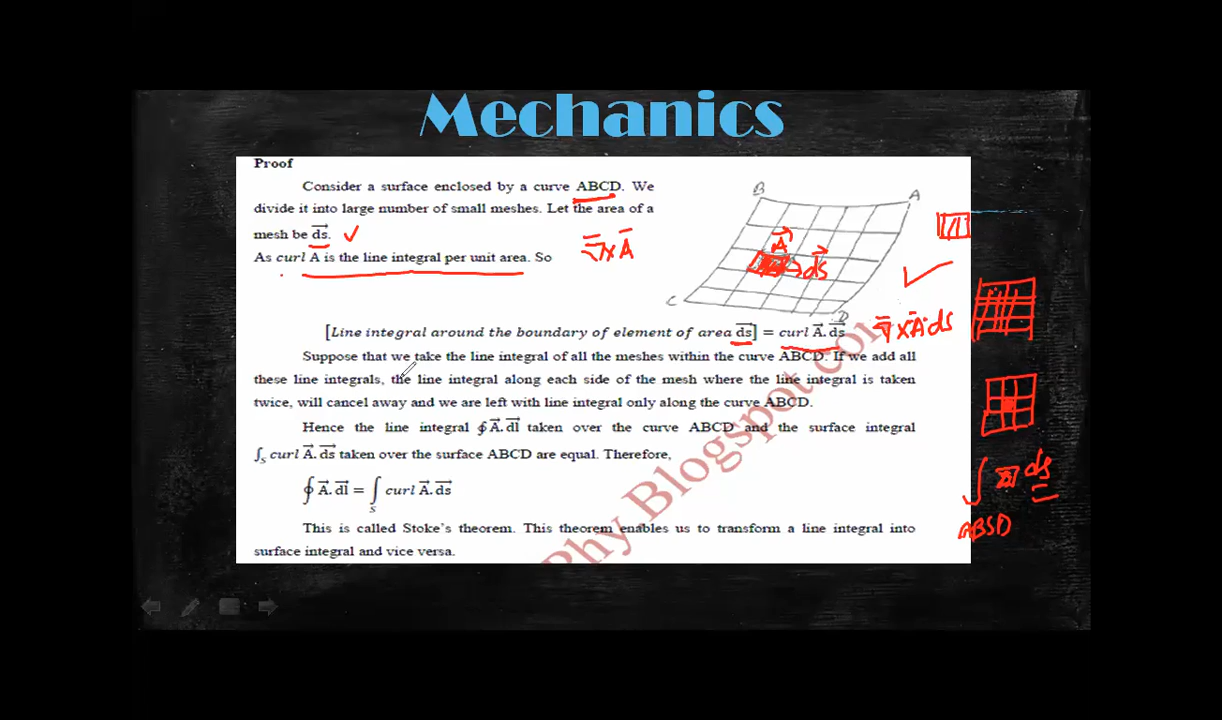 Mechanics
Proof
Consider a surface enclosed by a curve ABCD. We
divide it into large number of small meshes. Let the area of a
mesh be d͞s.
As curl A is the line integral per unit area. So
∇×A
B
A
A
ds
C
D
[Line integral around the boundary of element of area ds⃗] = curl A⃗.ds⃗
∇×A.ds
Suppose that we take the line integral of all the meshes within the curve ABCD. If we add all
these line integrals, the line integral along each side of the mesh where the line integral is taken
twice, will cancel away and we are left with line integral only along the curve ABCD.
Hence the line integral ∮A⃗.dl⃗ taken over the curve ABCD and the surface integral
∫ₛ curl A⃗.ds⃗ taken over the surface ABCD are equal. Therefore,
∮ A⃗.dl⃗ = ∫ₛ curl A⃗.ds⃗
This is called Stoke's theorem. This theorem enables us to transform a line integral into
surface integral and vice versa.
∫ ds
ABSD
Phy Blogspot.com